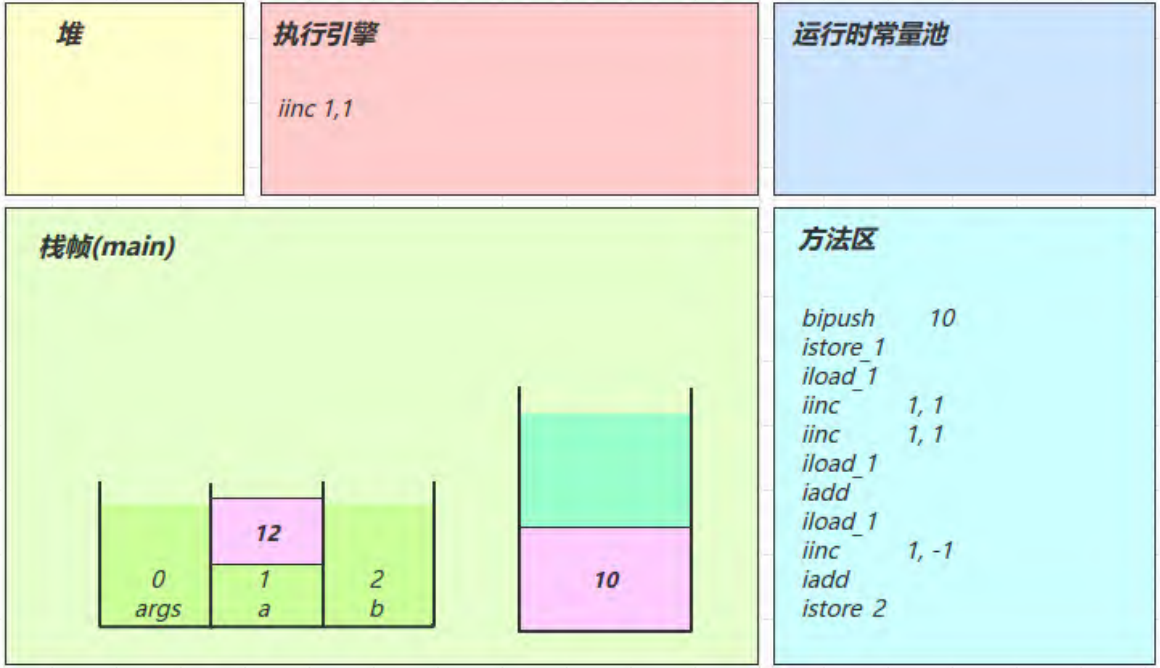 堆
执行引擎
iinc 1,1
运行时常量池
栈帧(main)
12
0 1 2
args a b
10
方法区
bipush 10
istore_1
iload_1
iinc 1, 1
iinc 1, 1
iload_1
iadd
iload_1
iinc 1, -1
iadd
istore 2